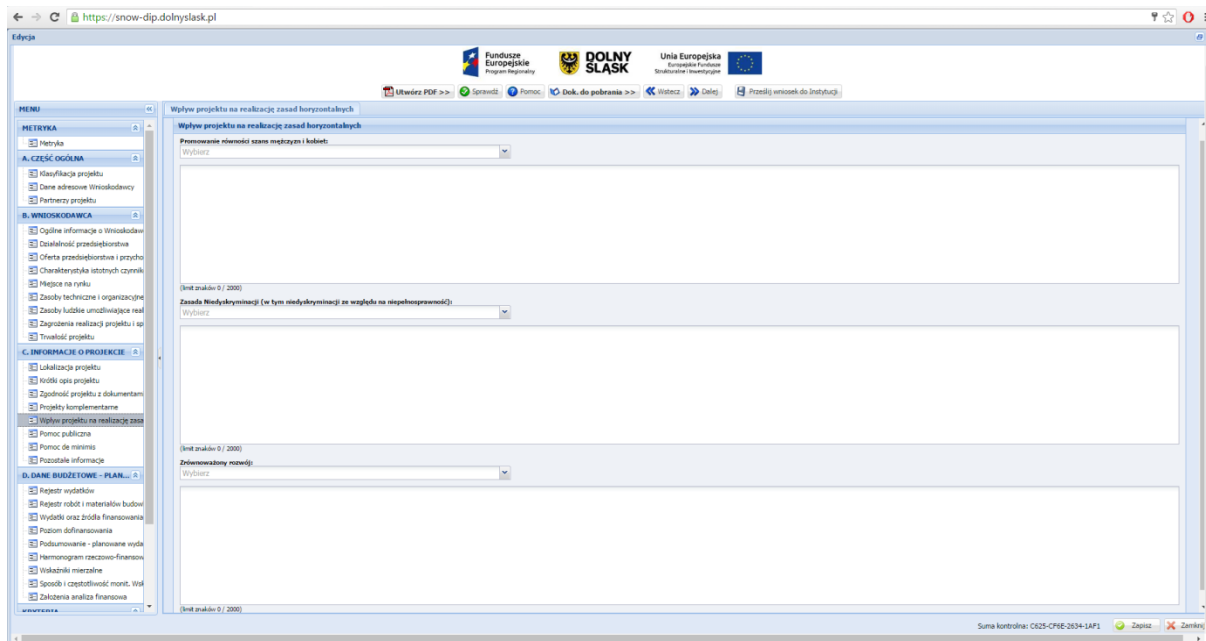 https://snow-dip.dolnyslask.pl
Edycja
Fundusze
Europejskie
Program Regionalny
DOLNY
ŚLĄSK
Unia Europejska
Europejskie Fundusze
Strukturalne i Inwestycyjne
Utwórz PDF >> Sprawdź Pomoc Dok. do pobrania >> Wstecz Dalej Prześlij wniosek do Instytucji
MENU
METRYKA
Metryka
A. CZĘŚĆ OGÓLNA
Klasyfikacja projektu
Dane adresowe Wnioskodawcy
Partnerzy projektu
B. WNIOSKODAWCA
Ogólne informacje o Wnioskodaw
Działalność przedsiębiorstwa
Oferta przedsiębiorstwa i przycho
Charakterystyka istotnych czynnik
Miejsce na rynku
Zasoby techniczne i organizacyjne
Zasoby ludzkie umożliwiające real
Zagrożenia realizacji projektu i sp
Trwałość projektu
C. INFORMACJE O PROJEKCIE
Lokalizacja projektu
Krótki opis projektu
Zgodność projektu z dokumentam
Projekty komplementarne
Wpływ projektu na realizację zasa
Pomoc publiczna
Pomoc de minimis
Pozostałe informacje
D. DANE BUDŻETOWE - PLAN...
Rejestr wydatków
Rejestr robót i materiałów budow
Wydatki oraz źródła finansowania
Poziom dofinansowania
Podsumowanie - planowane wyda
Harmonogram rzeczowo-finansow
Wskaźniki mierzalne
Sposób i częstotliwość monit. Wsk
Założenia analiza finansowa
KRYTERIA
Wpływ projektu na realizację zasad horyzontalnych
Wpływ projektu na realizację zasad horyzontalnych
Promowanie równości szans mężczyzn i kobiet:
Wybierz
(limit znaków 0 / 2000)
Zasada Niedyskryminacji (w tym niedyskryminacji ze względu na niepełnosprawność):
Wybierz
(limit znaków 0 / 2000)
Zrównoważony rozwój:
Wybierz
(limit znaków 0 / 2000)
Suma kontrolna: C625-CF6E-2634-1AF1 Zapisz Zamknij